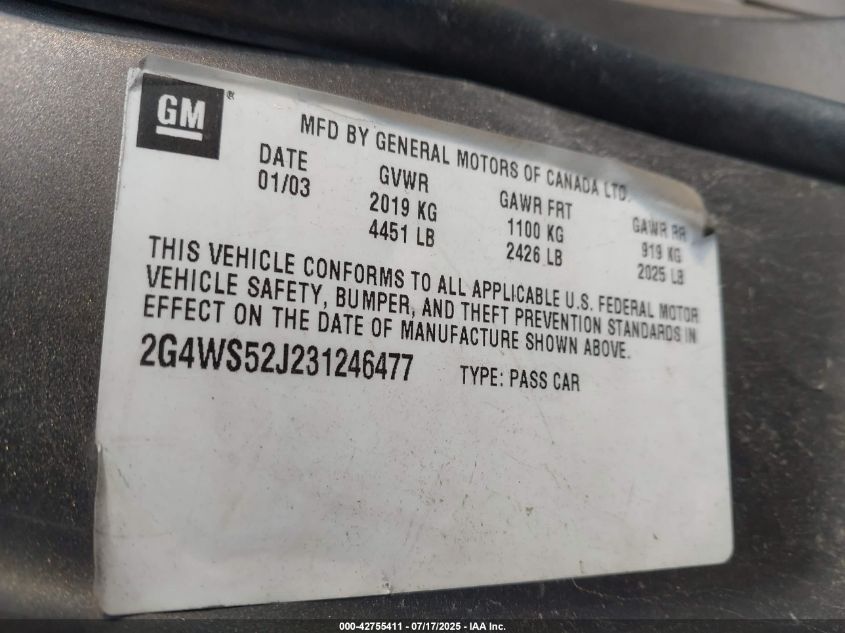 GM®
MFD BY GENERAL MOTORS OF CANADA LTD.
DATE GVWR GAWR FRT GAWR RR
01/03 2019 KG 1100 KG 919 KG
4451 LB 2426 LB 2025 LB
THIS VEHICLE CONFORMS TO ALL APPLICABLE U.S. FEDERAL MOTOR
VEHICLE SAFETY, BUMPER, AND THEFT PREVENTION STANDARDS IN
EFFECT ON THE DATE OF MANUFACTURE SHOWN ABOVE.
2G4WS52J231246477 TYPE: PASS CAR
000-42755411 - 07/17/2025 - IAA Inc.